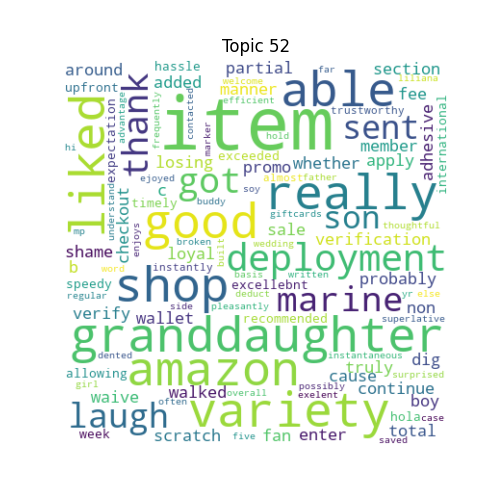 Topic 52
around hassle partial far section
upfront added welcome manner able fee liliana
efficient trustworthy
liked thank item sent member
hi expectation advantage frequently contacted marker hold adhesive international
understand losing exceeded promo whether apply
checkout c got really
enjoys timely ejoyed soy almost father
mp buddy giftcards thoughtful
good son
broken built wedding sale verification
shame loyal deployment
b word instantly basis written
speedy excellebnt probably
regular side shop deduct marine yr else
verify wallet pleasantly recommended non superlative
granddaughter
dented instantaneous
allowing amazon truly dig
girl cause possibly surprised
waive walked overall exelent continue boy
laugh often variety hola case
week scratch five fan enter saved total